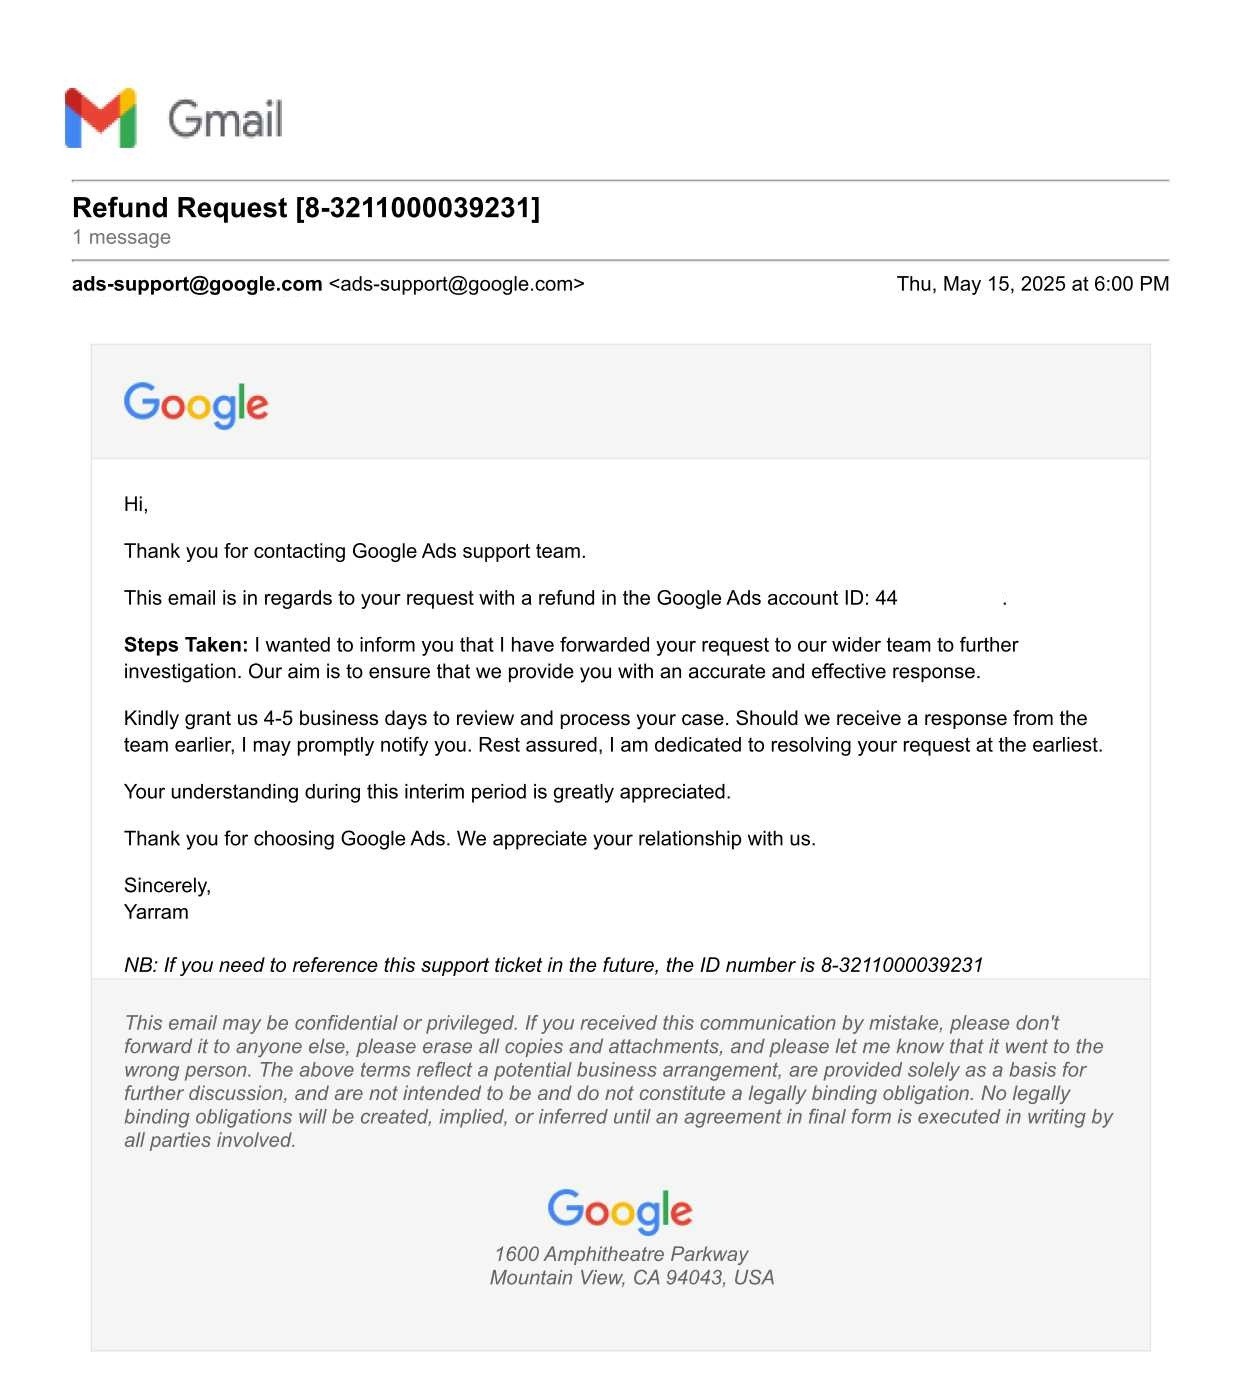 Gmail
Refund Request [8-3211000039231]
1 message
ads-support@google.com <ads-support@google.com> Thu, May 15, 2025 at 6:00 PM
Google
Hi,
Thank you for contacting Google Ads support team.
This email is in regards to your request with a refund in the Google Ads account ID: 44 .
Steps Taken: I wanted to inform you that I have forwarded your request to our wider team to further
investigation. Our aim is to ensure that we provide you with an accurate and effective response.
Kindly grant us 4-5 business days to review and process your case. Should we receive a response from the
team earlier, I may promptly notify you. Rest assured, I am dedicated to resolving your request at the earliest.
Your understanding during this interim period is greatly appreciated.
Thank you for choosing Google Ads. We appreciate your relationship with us.
Sincerely,
Yarram
NB: If you need to reference this support ticket in the future, the ID number is 8-3211000039231
This email may be confidential or privileged. If you received this communication by mistake, please don't
forward it to anyone else, please erase all copies and attachments, and please let me know that it went to the
wrong person. The above terms reflect a potential business arrangement, are provided solely as a basis for
further discussion, and are not intended to be and do not constitute a legally binding obligation. No legally
binding obligations will be created, implied, or inferred until an agreement in final form is executed in writing by
all parties involved.
Google
1600 Amphitheatre Parkway
Mountain View, CA 94043, USA